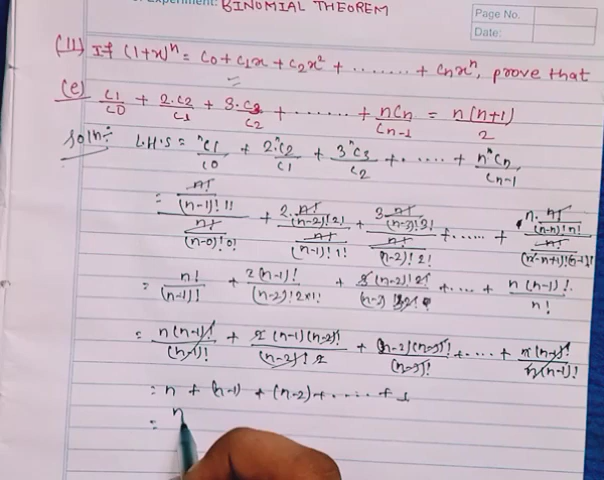 Experiment: BINOMIAL THEOREM
Page No.
Date:
(11) If (1+x)^n = C0 + C1x + C2x² + ........ + Cnx^n, prove that
(e) C1/C0 + 2.C2/C1 + 3.C3/C2 + ........ + nCn/Cn-1 = n(n+1)/2
Soln:- L.H.S = ⁿC1/C0 + 2ⁿC2/C1 + 3ⁿC3/C2 + ...... + nⁿCn/Cn-1
= (n!/(n-1)!1!)/(n!/(n-0)!0!) + (2.n!/(n-2)!2!)/(n!/(n-1)!1!) + (3n!/(n-3)!3!)/(n!/(n-2)!2!) + ...... + (n.n!/(n-n)!n!)/(n!/(n-n+1)!(n-1)!)
= n!/(n-1)! + 2(n-1)!/(n-2)!2×1! + 3(n-2)!2!/(n-3)!3×2! + .... + n(n-1)!/n!
= n(n-1)!/(n-1)! + 2(n-1)(n-2)!/(n-2)!2 + (n-2)(n-3)!/(n-3)! + .... + n(n-1)!/n(n-1)!
= n + (n-1) + (n-2) + ..... + 1
= n